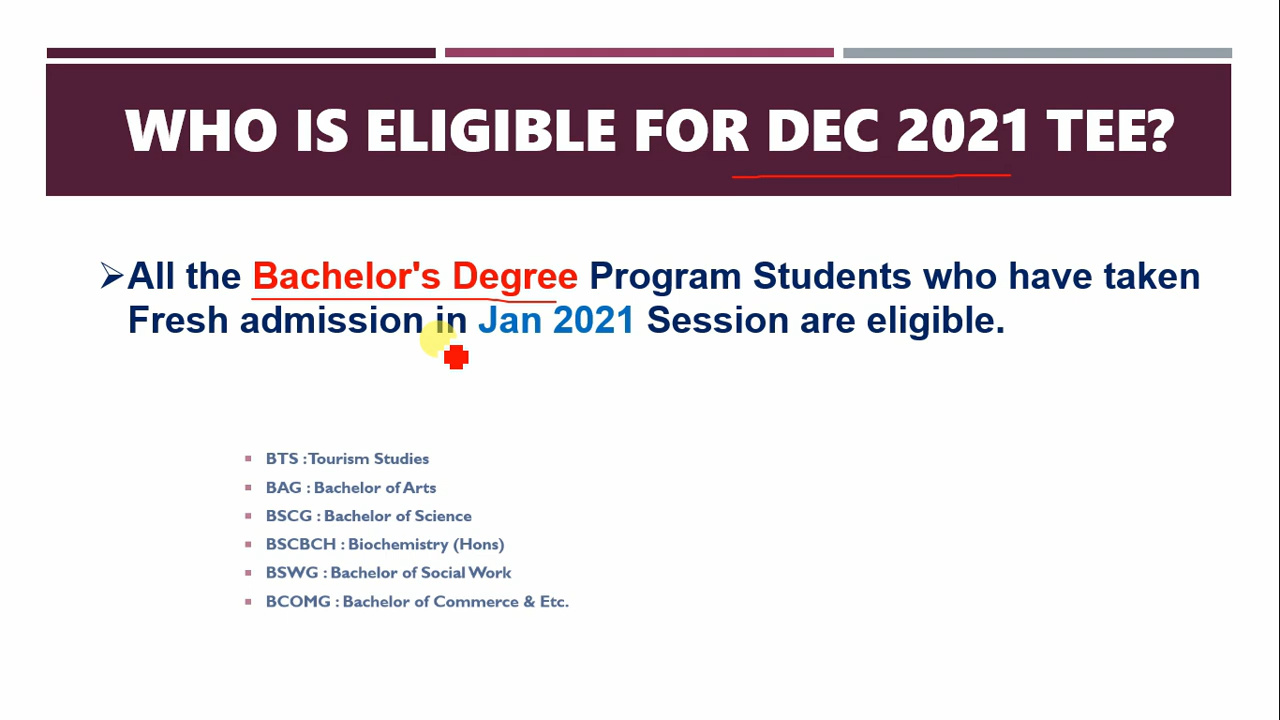 WHO IS ELIGIBLE FOR DEC 2021 TEE?
➢All the Bachelor's Degree Program Students who have taken
Fresh admission in Jan 2021 Session are eligible.
▪ BTS : Tourism Studies
▪ BAG : Bachelor of Arts
▪ BSCG : Bachelor of Science
▪ BSCBCH : Biochemistry (Hons)
▪ BSWG : Bachelor of Social Work
▪ BCOMG : Bachelor of Commerce & Etc.